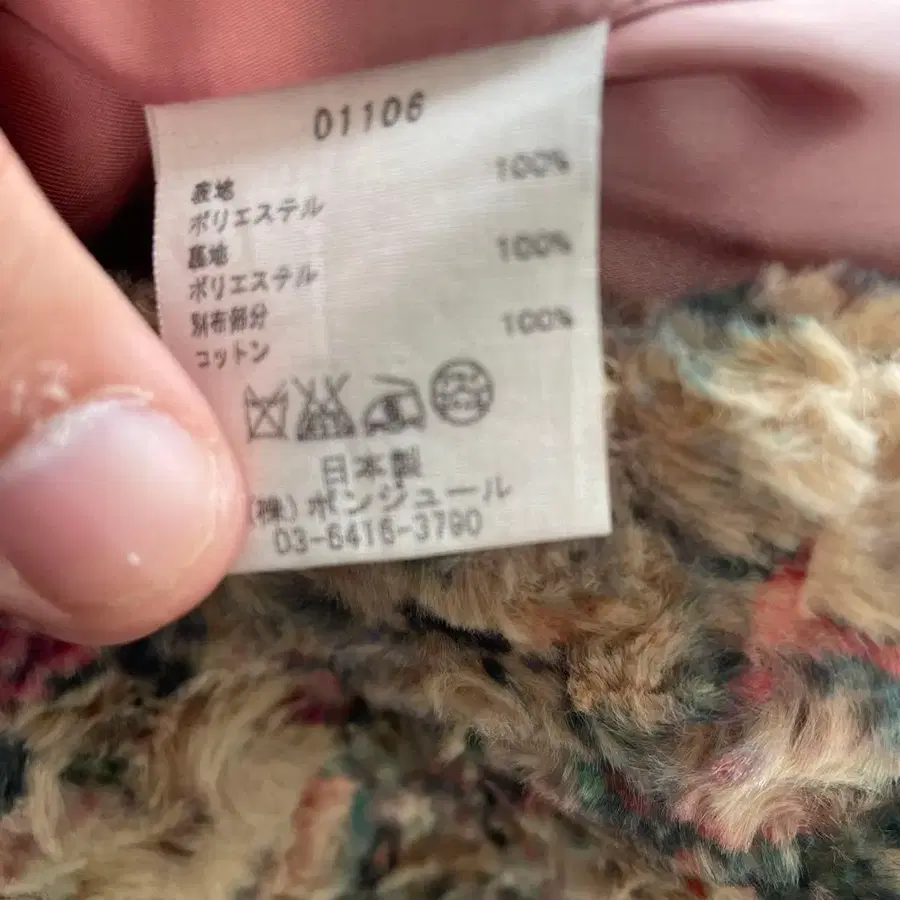 01106
表地
ポリエステル 100%
裏地
ポリエステル 100%
別布部分
コットン 100%
日本製
(株)ボンジュール
03-6416-3790